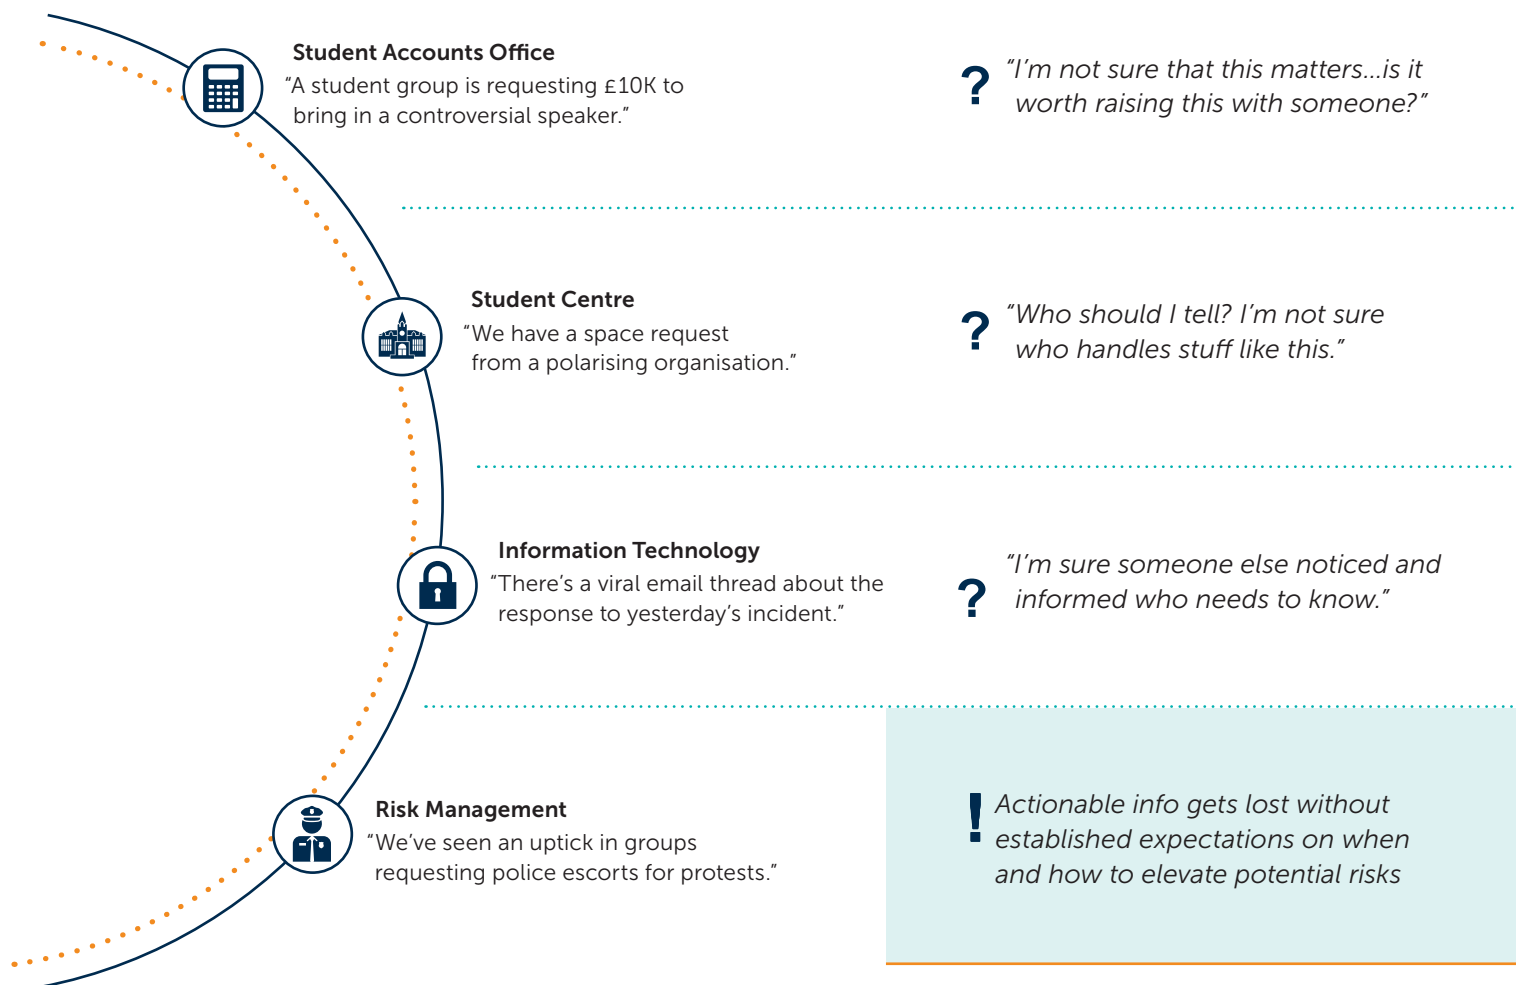 Student Accounts Office
“A student group is requesting £10K to
bring in a controversial speaker.”
? “I’m not sure that this matters...is it
worth raising this with someone?”
Student Centre
“We have a space request
from a polarising organisation.”
? “Who should I tell? I’m not sure
who handles stuff like this.”
Information Technology
“There’s a viral email thread about the
response to yesterday’s incident.”
? “I’m sure someone else noticed and
informed who needs to know.”
Risk Management
“We’ve seen an uptick in groups
requesting police escorts for protests.”
! Actionable info gets lost without
established expectations on when
and how to elevate potential risks